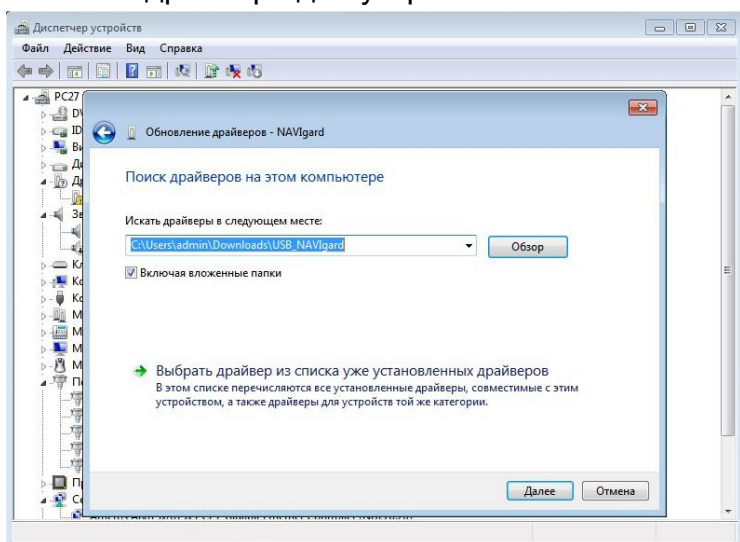 Диспетчер устройств
Файл Действие Вид Справка
PC27
ID
Обновление драйверов - NAVIgard
Поиск драйверов на этом компьютере
Искать драйверы в следующем месте:
C:\Users\admin\Downloads\USB_NAVIgard
Обзор
Включая вложенные папки
Выбрать драйвер из списка уже установленных драйверов
В этом списке перечисляются все установленные драйверы, совместимые с этим
устройством, а также драйверы для устройств той же категории.
Далее Отмена